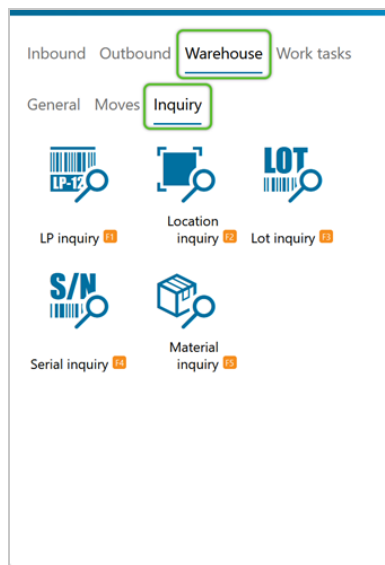 Inbound Outbound Warehouse Work tasks
General Moves Inquiry
LP-12
LOT
LP inquiry F1
Location
inquiry F2
Lot inquiry F3
S/N
Serial inquiry F4
Material
inquiry F5